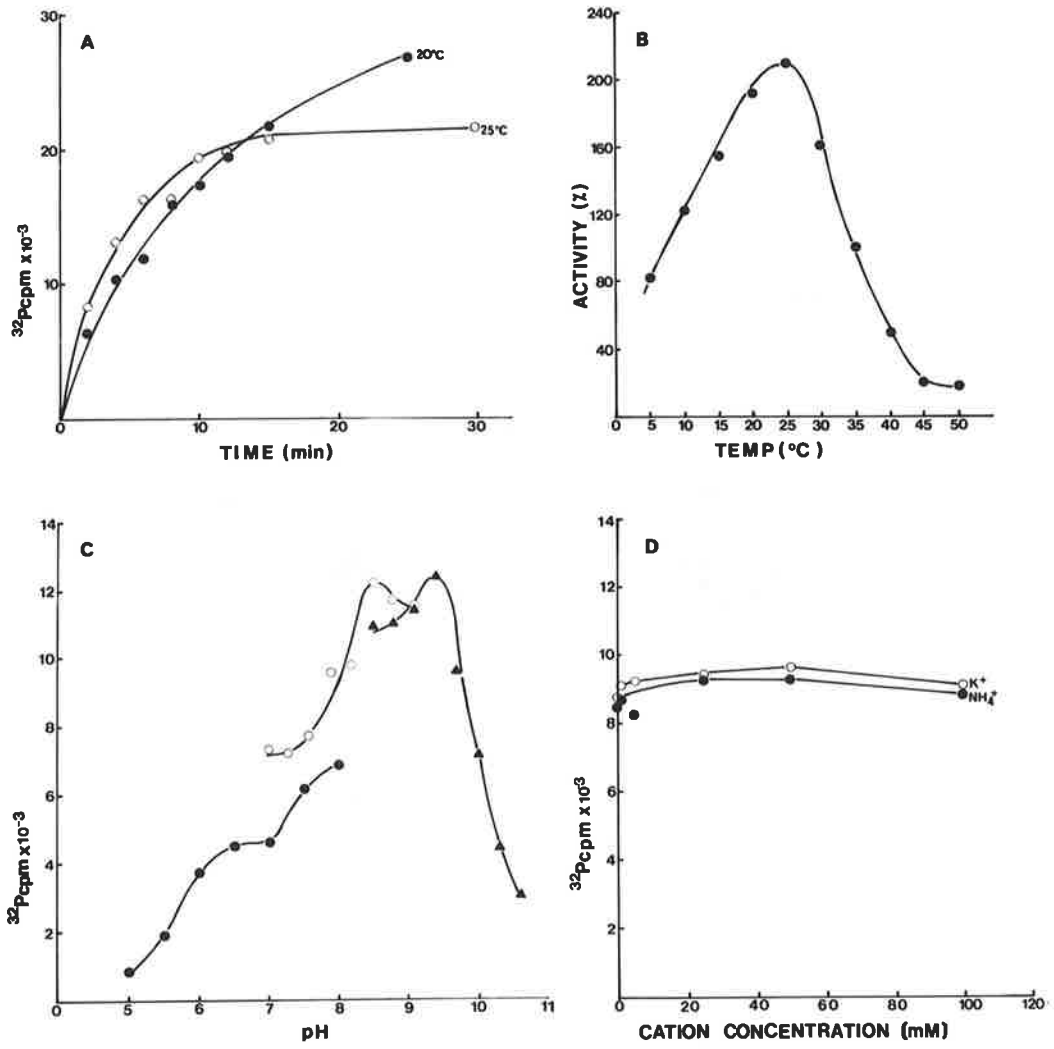 A
30
20
10
0
³²Pcpm x10⁻³
20°C
25°C
0 10 20 30
TIME (min)
B
240
200
160
120
80
40
ACTIVITY (%)
0 5 10 15 20 25 30 35 40 45 50
TEMP (°C)
C
14
12
10
8
6
4
2
³²Pcpm x10⁻³
5 6 7 8 9 10 11
pH
D
14
12
10
8
6
4
2
³²Pcpm x10⁻³
K⁺
NH₄⁺
0 20 40 60 80 100 120
CATION CONCENTRATION (mM)